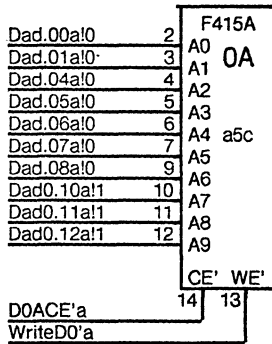 F415A
Dad.00a!0 2 A0 0A
Dad.01a!0 3 A1
Dad.04a!0 4 A2
Dad.05a!0 5 A3
Dad.06a!0 6 A4 a5c
Dad.07a!0 7 A5
Dad.08a!0 9 A6
Dad0.10a!1 10 A7
Dad0.11a!1 11 A8
Dad0.12a!1 12 A9
CE' WE'
14 13
D0ACE'a
WriteD0'a